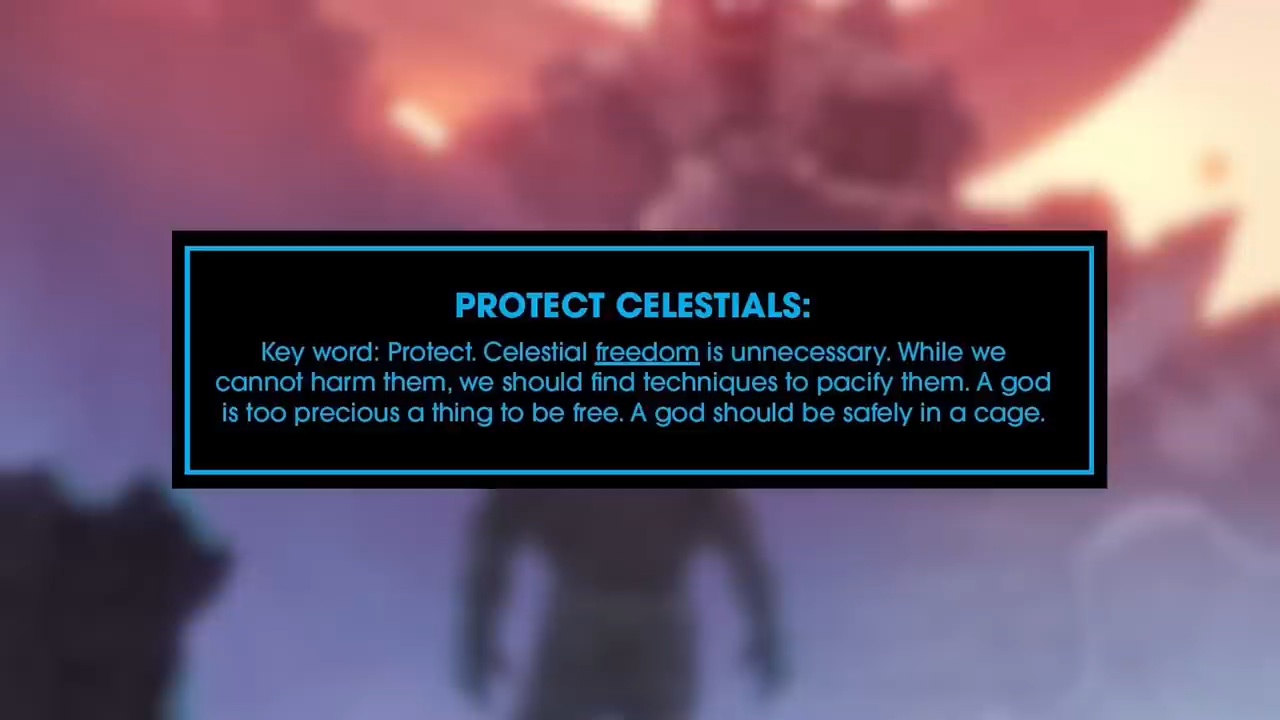 PROTECT CELESTIALS:
Key word: Protect. Celestial freedom is unnecessary. While we
cannot harm them, we should find techniques to pacify them. A god
is too precious a thing to be free. A god should be safely in a cage.